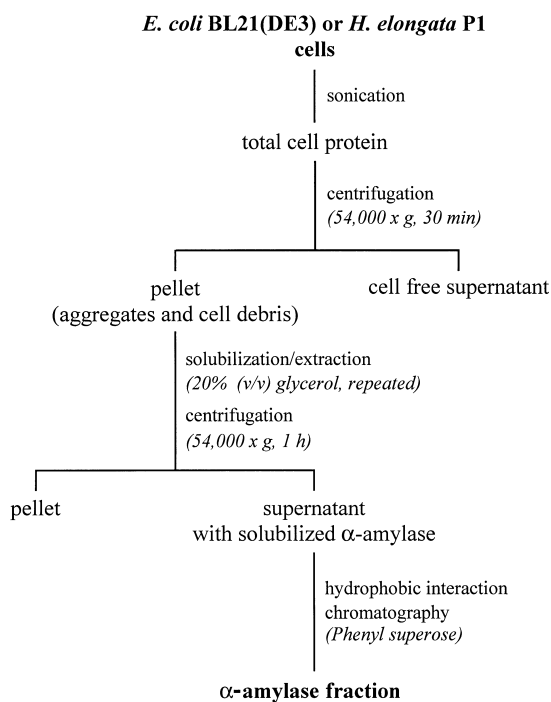 E. coli BL21(DE3) or H. elongata P1
cells
sonication
total cell protein
centrifugation
(54,000 x g, 30 min)
pellet
(aggregates and cell debris)
cell free supernatant
solubilization/extraction
(20% (v/v) glycerol, repeated)
centrifugation
(54,000 x g, 1 h)
pellet
supernatant
with solubilized α-amylase
hydrophobic interaction
chromatography
(Phenyl superose)
α-amylase fraction